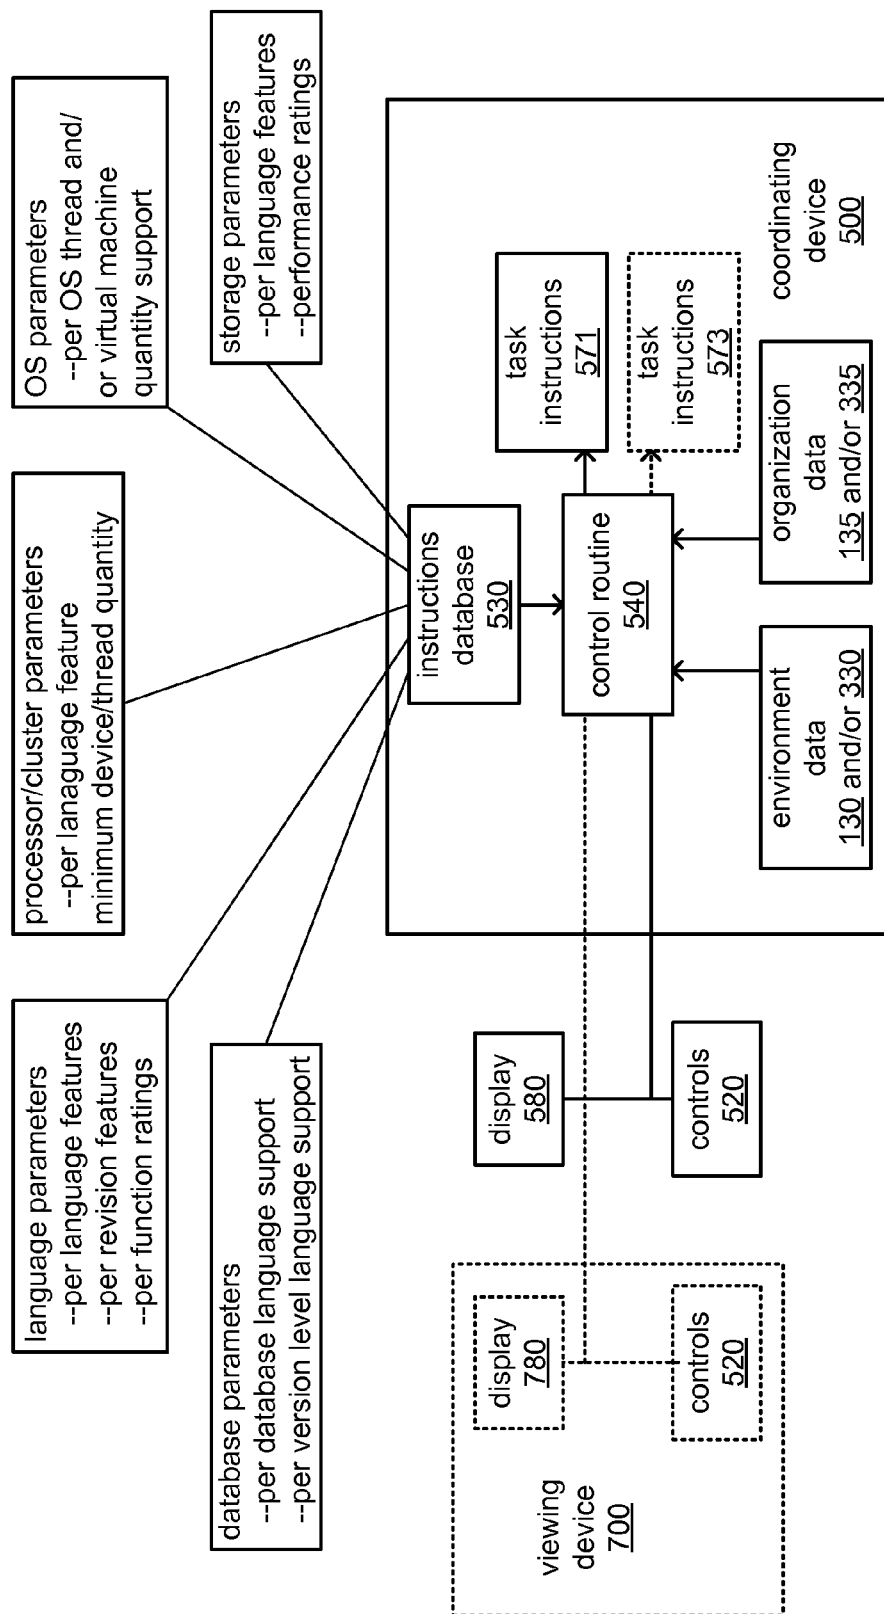 language parameters
--per language features
--per revision features
--per function ratings
processor/cluster parameters
--per lanaguage feature
minimum device/thread quantity
OS parameters
--per OS thread and/
or virtual machine
quantity support
database parameters
--per database language support
--per version level language support
storage parameters
--per language features
--performance ratings
instructions
database
530
task
instructions
571
task
instructions
573
control routine
540
coordinating
device
500
environment
data
130 and/or 330
organization
data
135 and/or 335
display
580
controls
520
display
780
controls
520
viewing
device
700